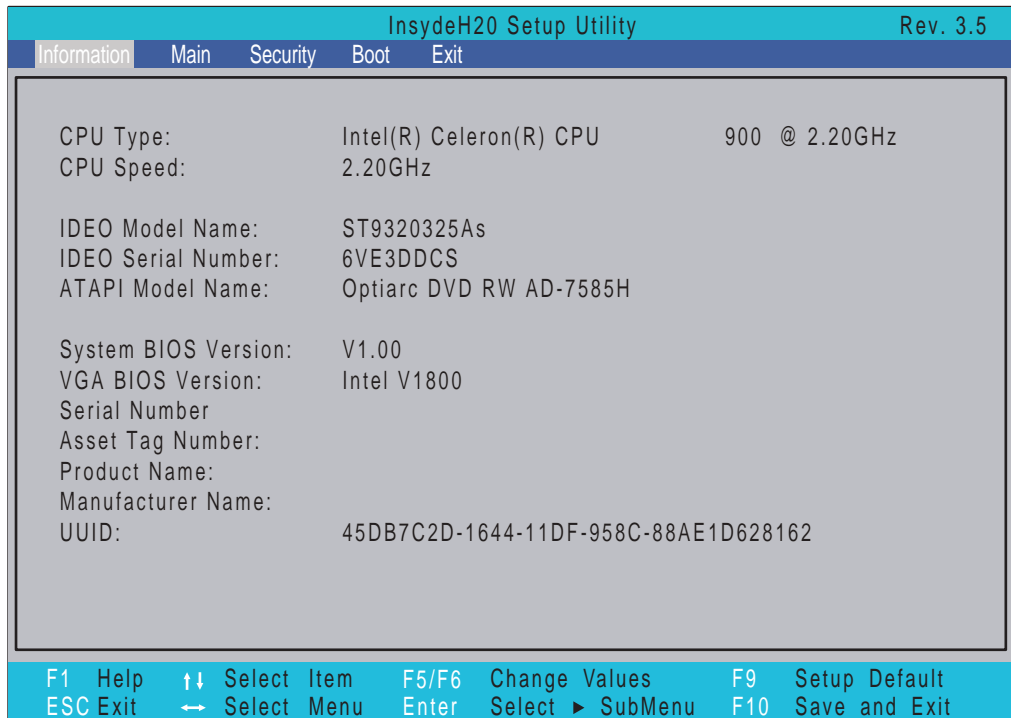 InsydeH20 Setup Utility Rev. 3.5
Information Main Security Boot Exit
CPU Type: Intel(R) Celeron(R) CPU 900 @ 2.20GHz
CPU Speed: 2.20GHz
IDEO Model Name: ST9320325As
IDEO Serial Number: 6VE3DDCS
ATAPI Model Name: Optiarc DVD RW AD-7585H
System BIOS Version: V1.00
VGA BIOS Version: Intel V1800
Serial Number
Asset Tag Number:
Product Name:
Manufacturer Name:
UUID: 45DB7C2D-1644-11DF-958C-88AE1D628162
F1 Help ↑↓ Select Item F5/F6 Change Values F9 Setup Default
ESC Exit ↔ Select Menu Enter Select ► SubMenu F10 Save and Exit